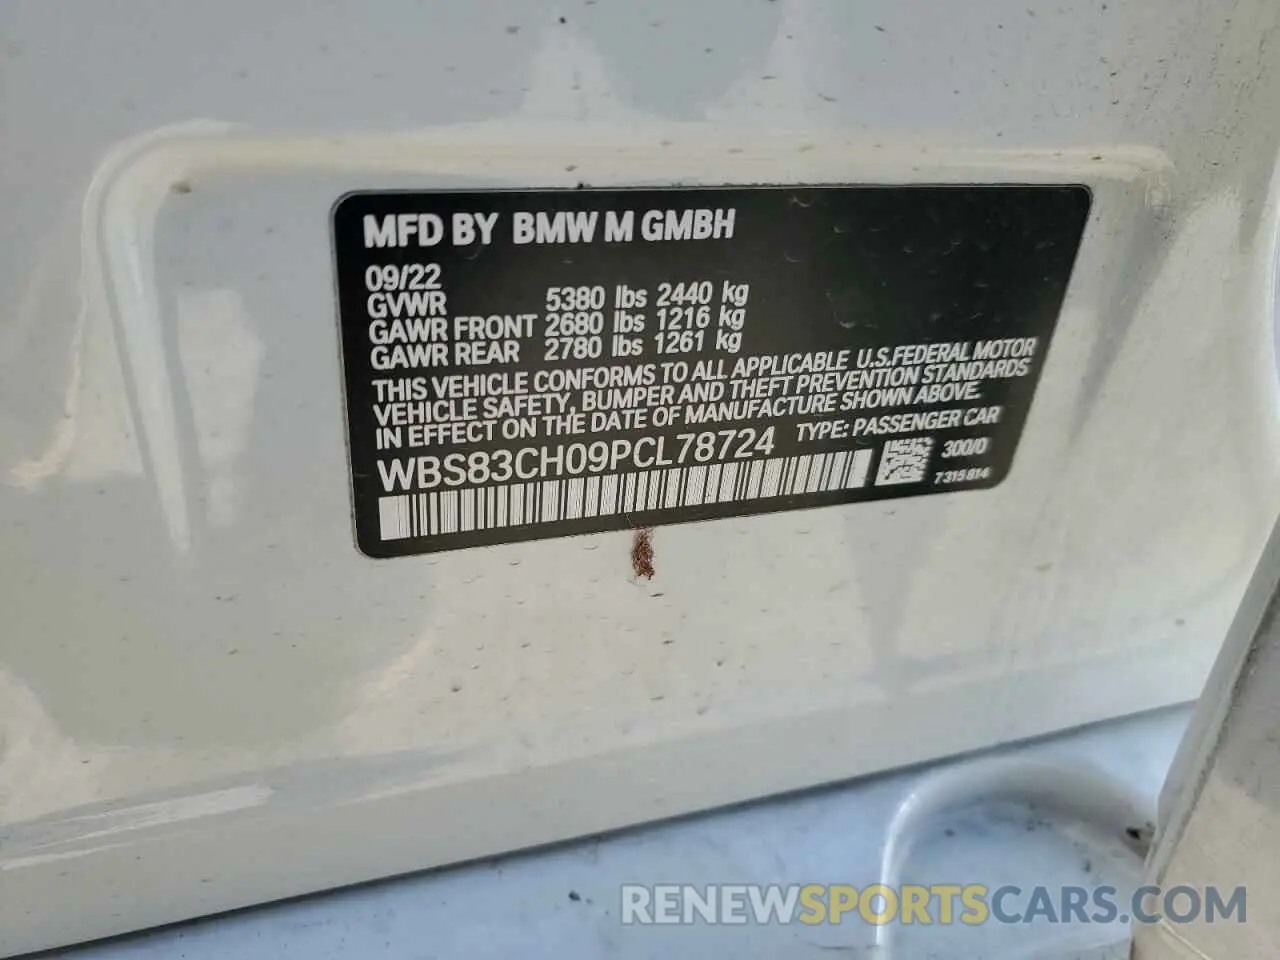 MFD BY BMW M GMBH
09/22
GVWR 5380 lbs 2440 kg
GAWR FRONT 2680 lbs 1216 kg
GAWR REAR 2780 lbs 1261 kg
THIS VEHICLE CONFORMS TO ALL APPLICABLE U.S.FEDERAL MOTOR
VEHICLE SAFETY, BUMPER AND THEFT PREVENTION STANDARDS
IN EFFECT ON THE DATE OF MANUFACTURE SHOWN ABOVE.
TYPE: PASSENGER CAR
WBS83CH09PCL78724
300/0
7315814
RENEWSPORTSCARS.COM